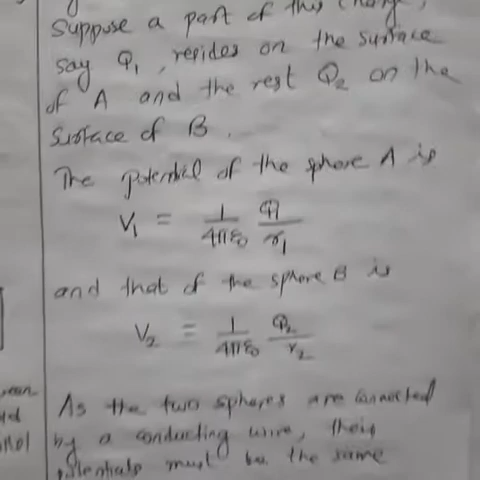 Suppose a part of this charge,
say Q₁, resides on the surface
of A and the rest Q₂ on the
surface of B.
The potential of the sphere A is
V₁ = 1/4πε₀ Q₁/r₁
and that of the sphere B is
V₂ = 1/4πε₀ Q₂/r₂
As the two spheres are connected
by a conducting wire, their
potentials must be the same